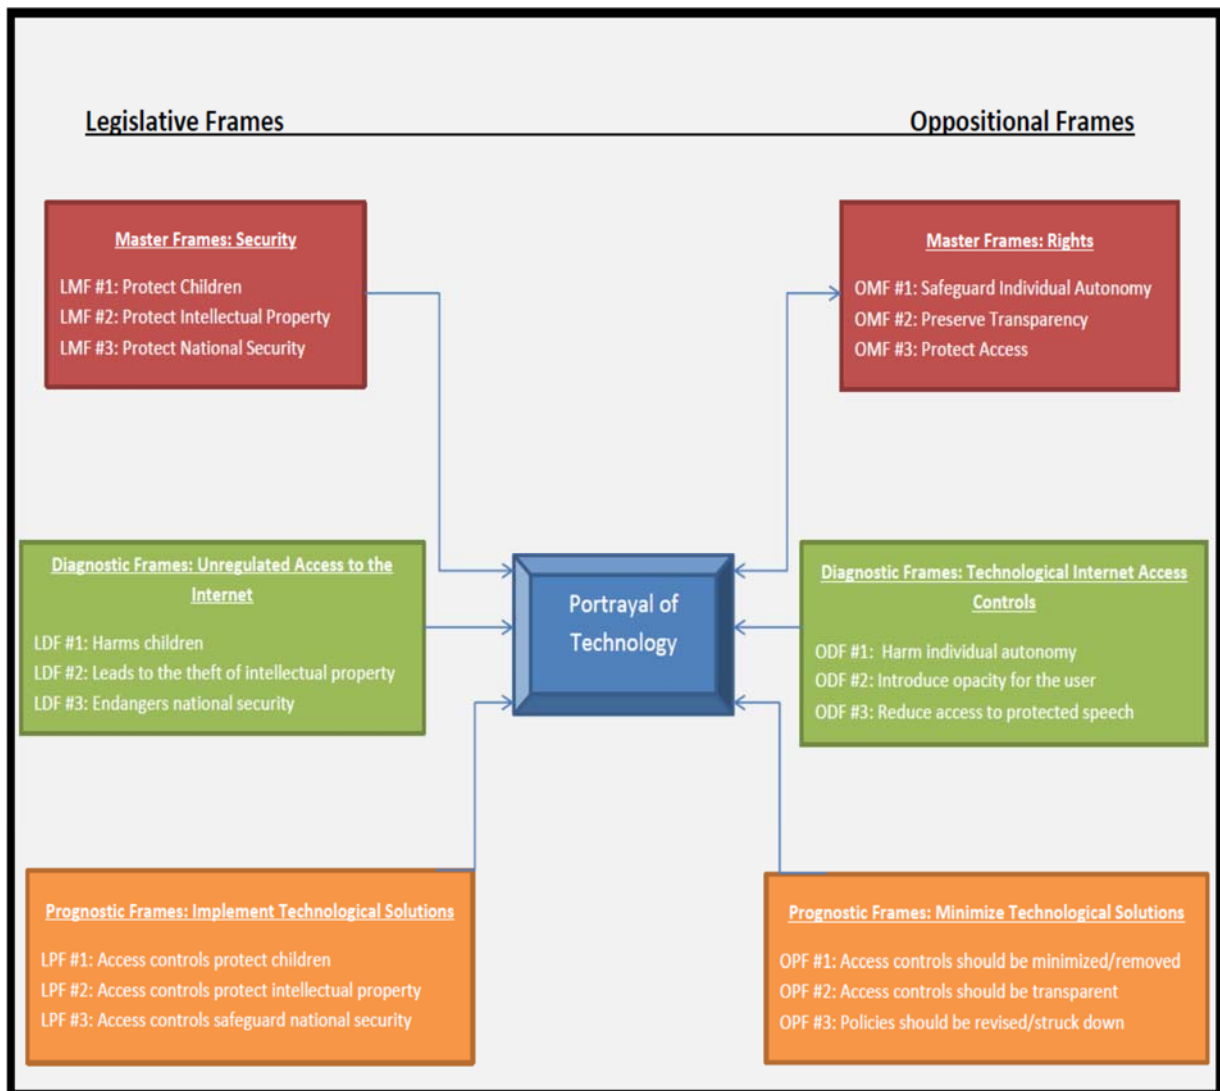 Legislative Frames
Oppositional Frames
Master Frames: Security
LMF #1: Protect Children
LMF #2: Protect Intellectual Property
LMF #3: Protect National Security
Master Frames: Rights
OMF #1: Safeguard Individual Autonomy
OMF #2: Preserve Transparency
OMF #3: Protect Access
Diagnostic Frames: Unregulated Access to the
Internet
LDF #1: Harms children
LDF #2: Leads to the theft of intellectual property
LDF #3: Endangers national security
Portrayal of
Technology
Diagnostic Frames: Technological Internet Access
Controls
ODF #1:  Harm individual autonomy
ODF #2: Introduce opacity for the user
ODF #3: Reduce access to protected speech
Prognostic Frames: Implement Technological Solutions
LPF #1: Access controls protect children
LPF #2: Access controls protect intellectual property
LPF #3: Access controls safeguard national security
Prognostic Frames: Minimize Technological Solutions
OPF #1: Access controls should be minimized/removed
OPF #2: Access controls should be transparent
OPF #3: Policies should be revised/struck down